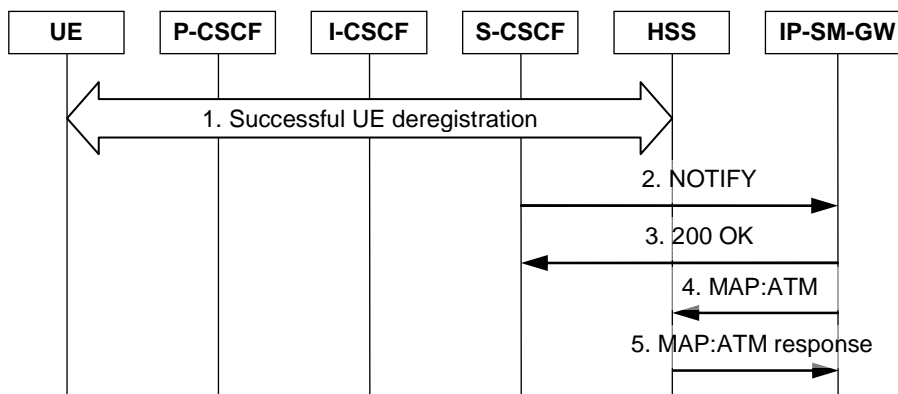 UE
P-CSCF
I-CSCF
S-CSCF
HSS
IP-SM-GW
1. Successful UE deregistration
2. NOTIFY
3. 200 OK
4. MAP:ATM
5. MAP:ATM response